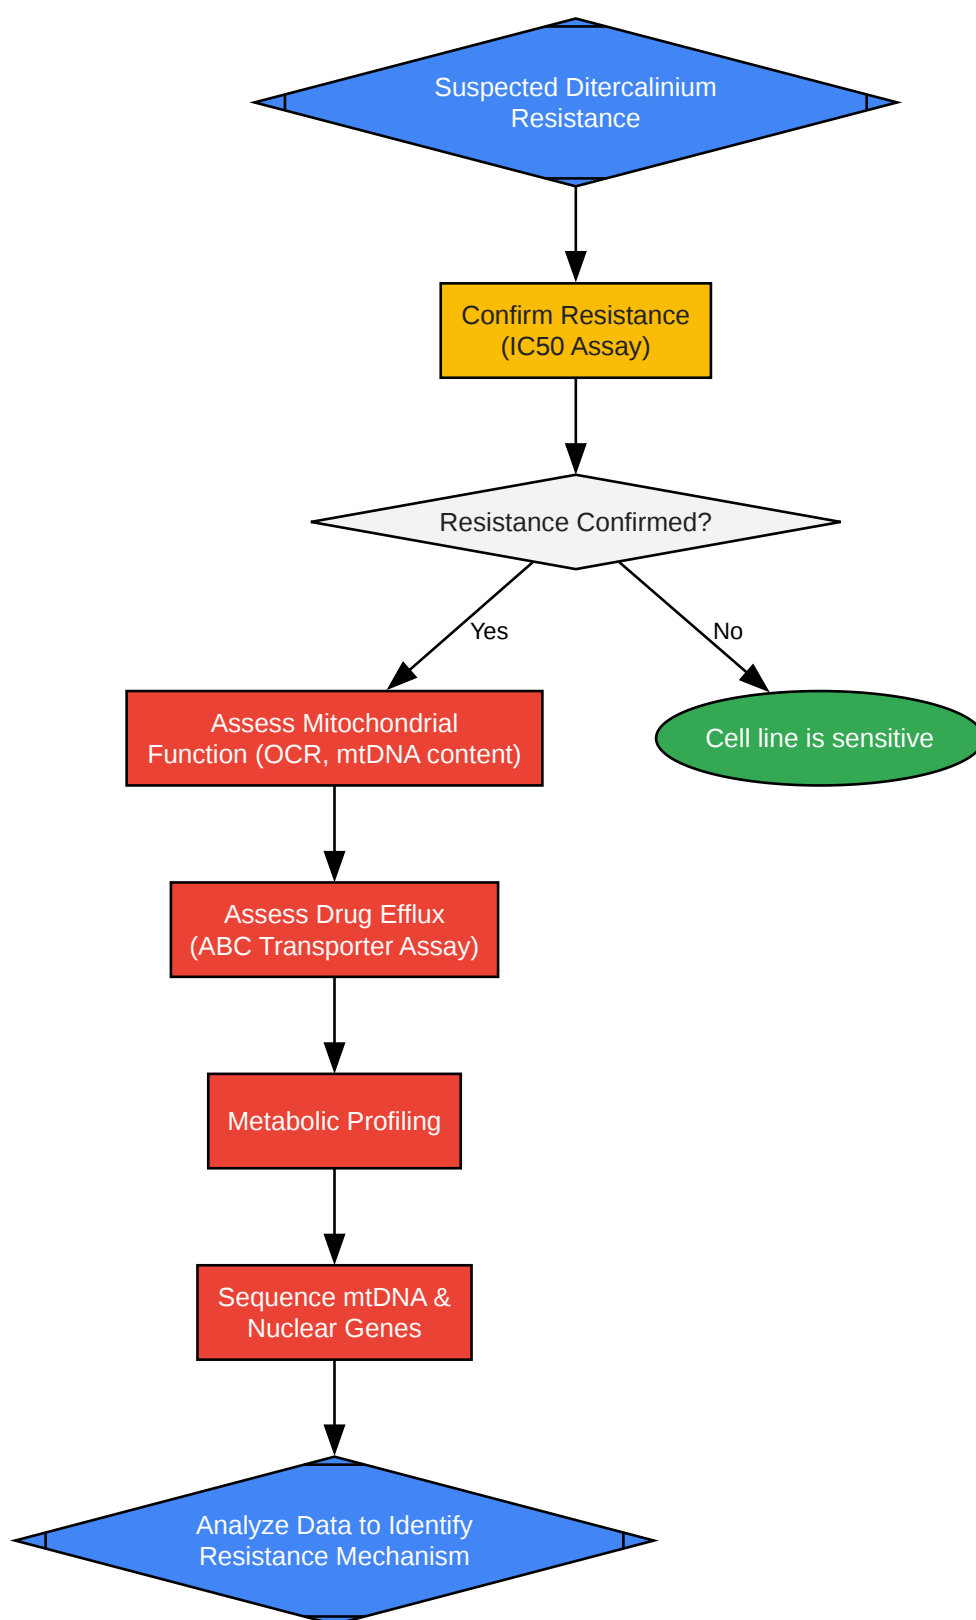 Suspected Ditercalinium
Resistance
Confirm Resistance
(IC50 Assay)
Resistance Confirmed?
Yes
No
Assess Mitochondrial
Function (OCR, mtDNA content)
Cell line is sensitive
Assess Drug Efflux
(ABC Transporter Assay)
Metabolic Profiling
Sequence mtDNA &
Nuclear Genes
Analyze Data to Identify
Resistance Mechanism